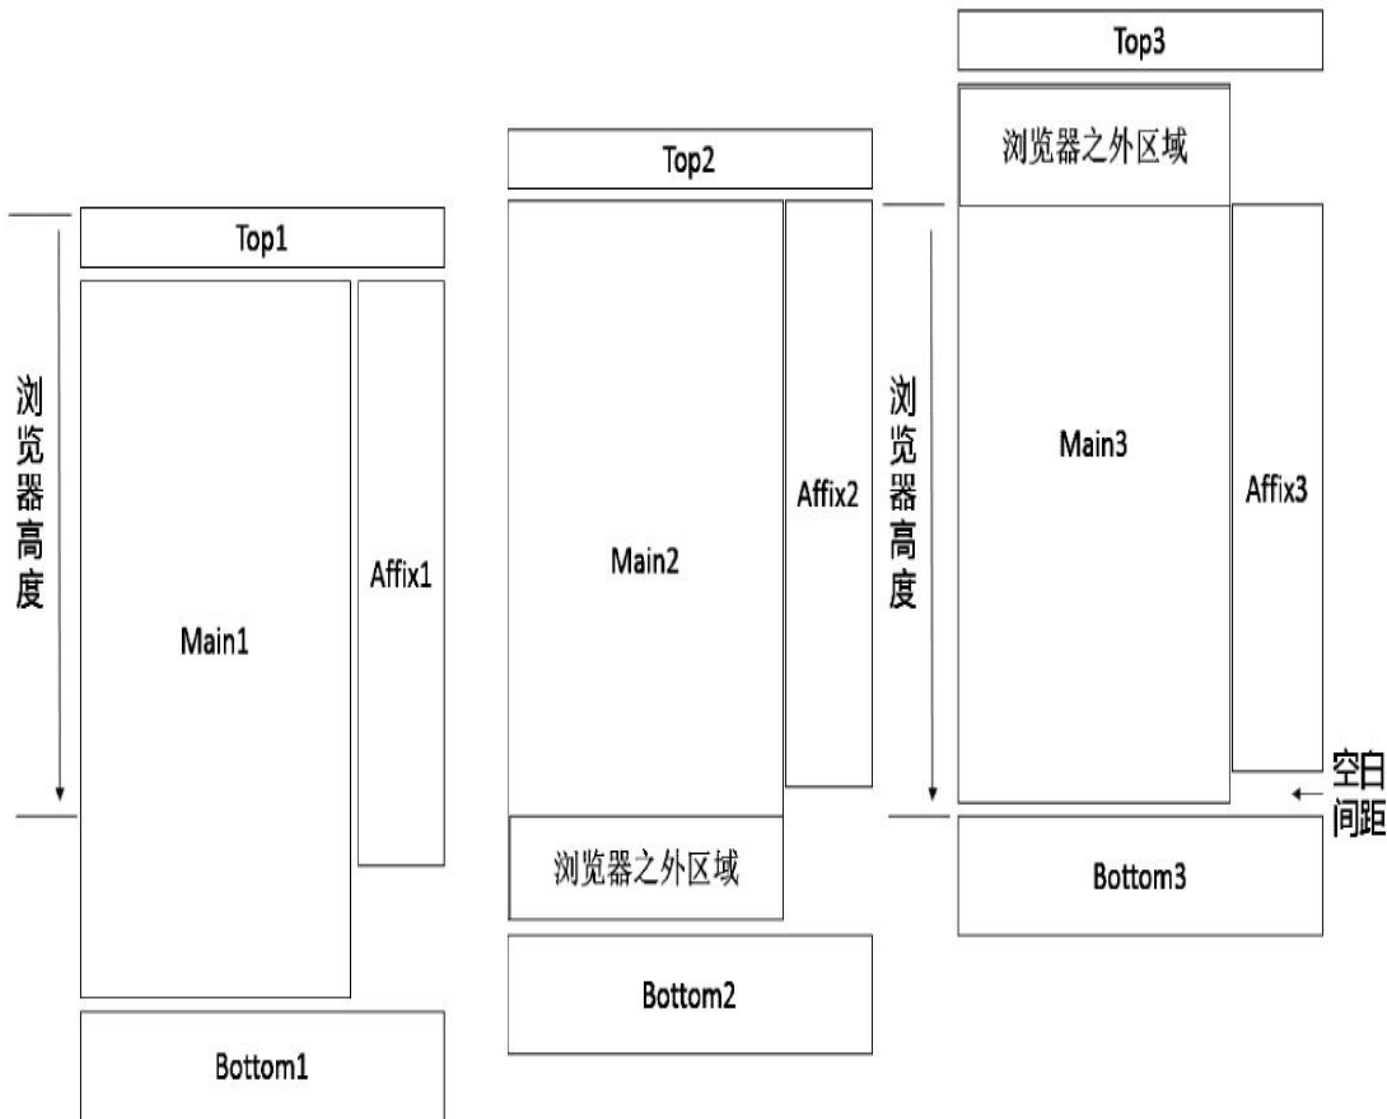 Top1
浏览器高度
Main1
Affix1
Bottom1
Top2
Main2
Affix2
浏览器之外区域
Bottom2
Top3
浏览器之外区域
浏览器高度
Main3
Affix3
空白
间距
Bottom3